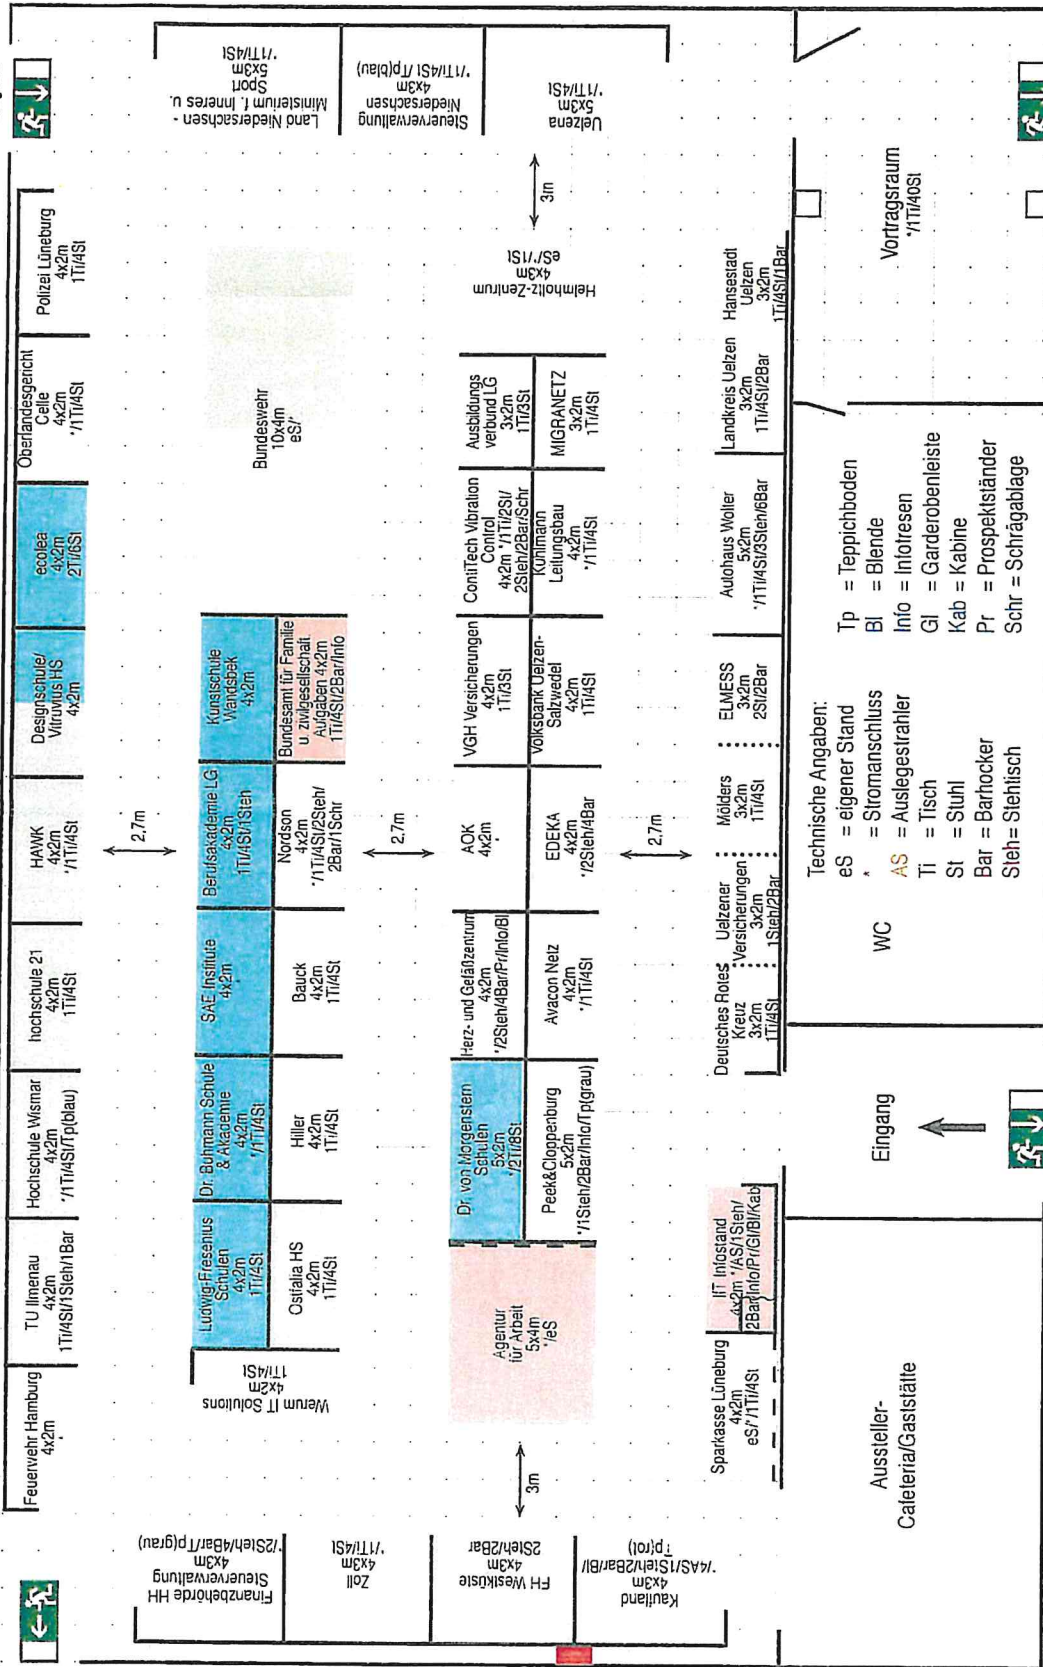 Feuerwehr Hamburg
4x2m
*
TU Ilmenau
4x2m
1Ti/4St/1Steh/1Bar
Hochschule Wismar
4x2m
*/1Ti/4St/Tp(blau)
hochschule 21
4x2m
1Ti/4St
HAWK
4x2m
*/1Ti/4St
Designschule/
Vitruvius HS
4x2m
ecolea
4x2m
2Ti/6St
Oberlandesgericht
Celle
4x2m
*/1Ti/4St
Polizei Lüneburg
4x2m
1Ti/4St
Land Niedersachsen -
Ministerium f. Inneres u.
Sport
5x3m
*/1Ti/4St
Steuerverwaltung
Niedersachsen
4x3m
*/1Ti/4St /Tp(blau)
Uelzena
5x3m
*/1Ti/4St
2,7m
Finanzbehörde HH
Steuerverwaltung
4x3m
*/2Steh/4Bar/Tp(grau)
Zoll
4x3m
*/1Ti/4St
FH Westküste
4x3m
2Steh/2Bar
Kaufland
4x3m
*/4AS/1Steh/2Bar/Bl/
Tp(rot)
Werum IT Solutions
4x2m
1Ti/4St
Ludwig-Fresenius
Schulen
4x2m
1Ti/4St
Dr. Buhmann Schule
& Akademie
4x2m
*/1Ti/4St
SAE Institute
4x2m
*
Berufsakademie LG
4x2m
1Ti/4St/1Steh
Kunstschule
Wandsbek
4x2m
Bundeswehr
10x4m
eS/*
Ostfalia HS
4x2m
1Ti/4St
Hiller
4x2m
1Ti/4St
Bauck
4x2m
1Ti/4St
Nordson
4x2m
*/1Ti/4St/2Steh/
2Bar/1Schr
Bundesamt für Familie
u. zivilgesellschaft
Aufgaben 4x2m
1Ti/4St/2Bar/Info
2,7m
3m
Agentur
für Arbeit
5x4m
*/eS
Dr. von Morgenstern
Schulen
5x2m
*/2Ti/8St
Herz- und Gefäßzentrum
4x2m
*/2Steh/4Bar/Pr/Info/Bl
AOK
4x2m
*
VGH Versicherungen
4x2m
1Ti/3St
ContiTech Vibration
Control
4x2m */1Ti/2St/
2Steh/2Bar/Schr
Ausbildungs
verbund LG
3x2m
1Ti/3St
Helmholtz-Zentrum
4x3m
eS/*/1St
3m
Peek&Cloppenburg
5x2m
*/1Steh/2Bar/Info/Tp(grau)
Avacon Netz
4x2m
*/1Ti/4St
EDEKA
4x2m
*/2Steh/4Bar
Volksbank Uelzen-
Salzwedel
4x2m
1Ti/4St
Kuhlmann
Leitungsbau
4x2m
*/1Ti/4St
MIGRANETZ
3x2m
1Ti/4St
2,7m
Sparkasse Lüneburg
4x2m
eS/*/1Ti/4St
IfT Infostand
4x2m */AS/1Steh/
2Bar/Info/Pr/Gl/Bl/Kab
Deutsches Rotes
Kreuz
3x2m
1Ti/4St
Uelzener
Versicherungen
3x2m
1Steh/2Bar
Mölders
3x2m
1Ti/4St
ELMESS
3x2m
2St/2Bar
Autohaus Wolter
5x2m
*/1Ti/4St/3Steh/6Bar
Landkreis Uelzen
3x2m
1Ti/4St/2Bar
Hansestadt
Uelzen
3x2m
1Ti/4St/1Bar
Aussteller-
Cafeteria/Gaststätte
Eingang
WC
Technische Angaben:
eS = eigener Stand
* = Stromanschluss
AS = Auslegestrahler
Ti = Tisch
St = Stuhl
Bar = Barhocker
Steh= Stehtisch
Tp = Teppichboden
Bl = Blende
Info = Infotresen
Gl = Garderobenleiste
Kab = Kabine
Pr = Prospektständer
Schr = Schrägablage
Vortragsraum
*/1Ti/40St